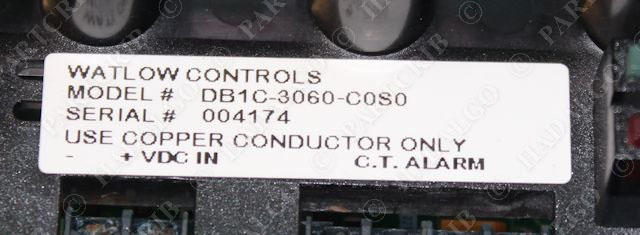 WATLOW CONTROLS
MODEL # DB1C-3060-C0S0
SERIAL # 004174
USE COPPER CONDUCTOR ONLY
- + VDC IN C.T. ALARM